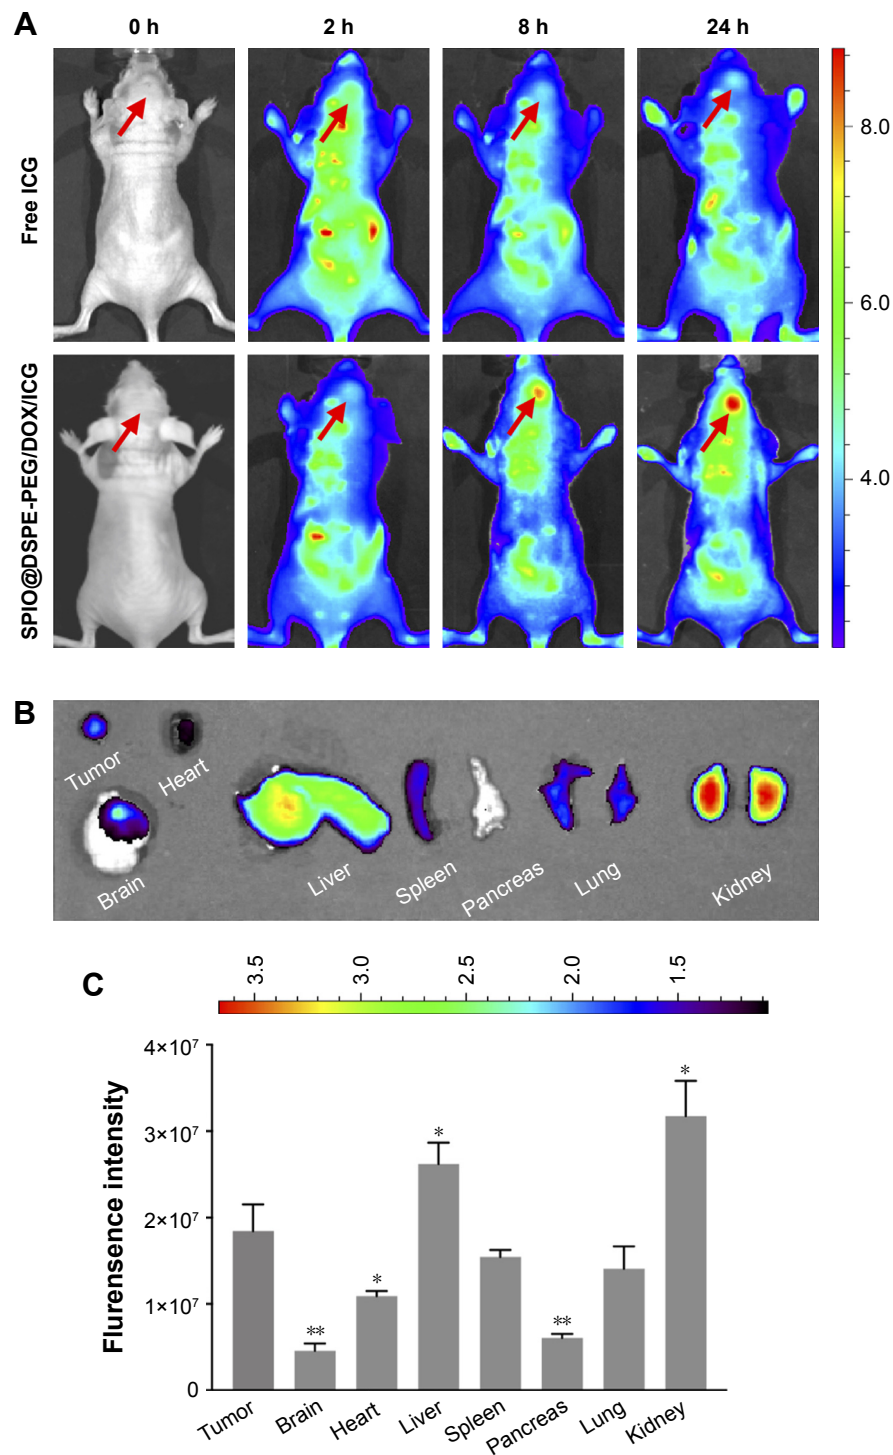 A
0 h
2 h
8 h
24 h
Free ICG
SPIO@DSPE-PEG/DOX/ICG
8.0
6.0
4.0
B
Tumor
Heart
Brain
Liver
Spleen
Pancreas
Lung
Kidney
C
3.5
3.0
2.5
2.0
1.5
Flurensence intensity
4×10⁷
3×10⁷
2×10⁷
1×10⁷
0
*
*
*
**
**
Tumor
Brain
Heart
Liver
Spleen
Pancreas
Lung
Kidney